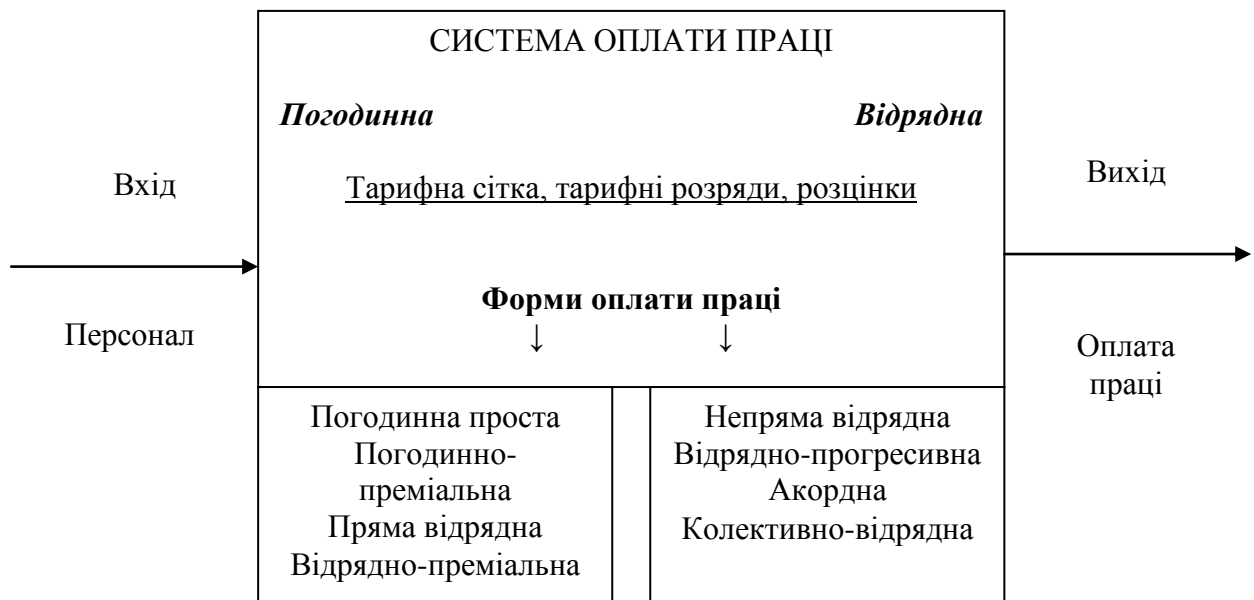 СИСТЕМА ОПЛАТИ ПРАЦІ
Погодинна
Відрядна
Вхід
Вихід
Тарифна сітка, тарифні розряди, розцінки
Форми оплати праці
↓ ↓
Персонал
Оплата
праці
Погодинна проста
Погодинно-
преміальна
Пряма відрядна
Відрядно-преміальна
Непряма відрядна
Відрядно-прогресивна
Акордна
Колективно-відрядна